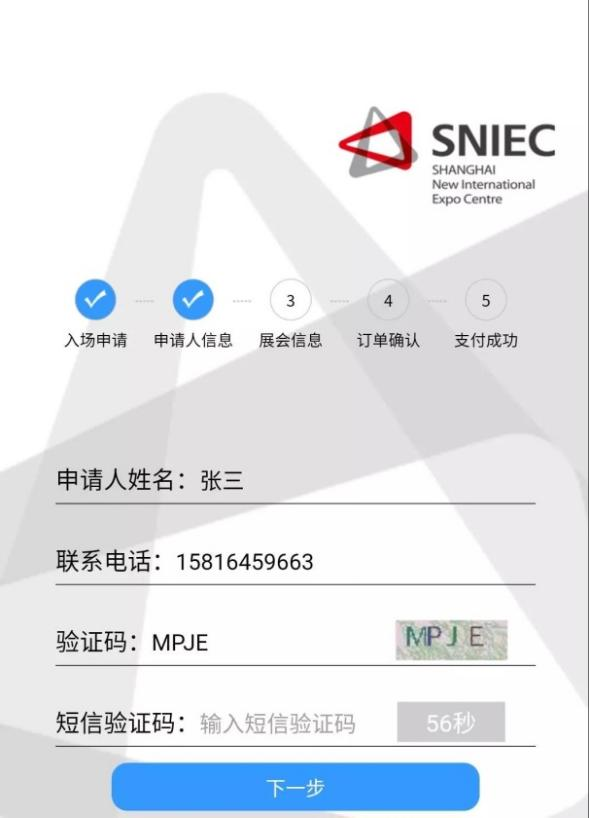 SNIEC
SHANGHAI
New International
Expo Centre
3
4
5
入场申请
申请人信息
展会信息
订单确认
支付成功
申请人姓名：张三
联系电话：15816459663
验证码：MPJE
MPJE
短信验证码：输入短信验证码
56秒
下一步